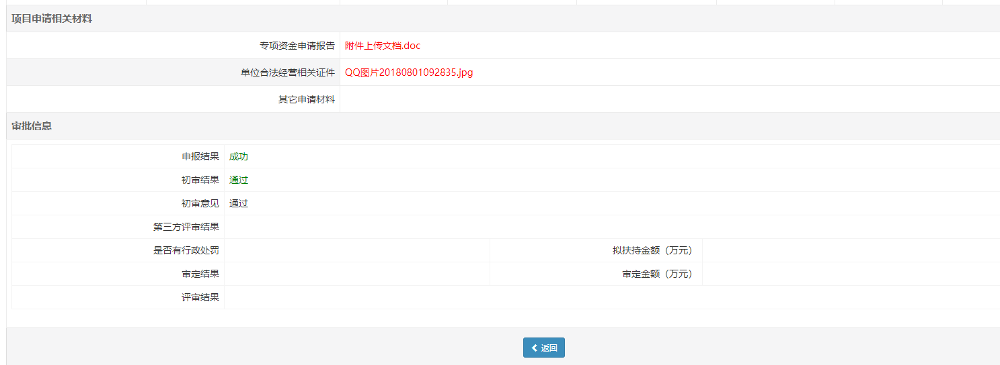 项目申请相关材料
专项资金申请报告 附件上传文档.doc
单位合法经营相关证件 QQ图片20180801092835.jpg
其它申请材料
审批信息
申报结果 成功
初审结果 通过
初审意见 通过
第三方评审结果
是否有行政处罚 拟扶持金额（万元）
审定结果 审定金额（万元）
评审结果
返回